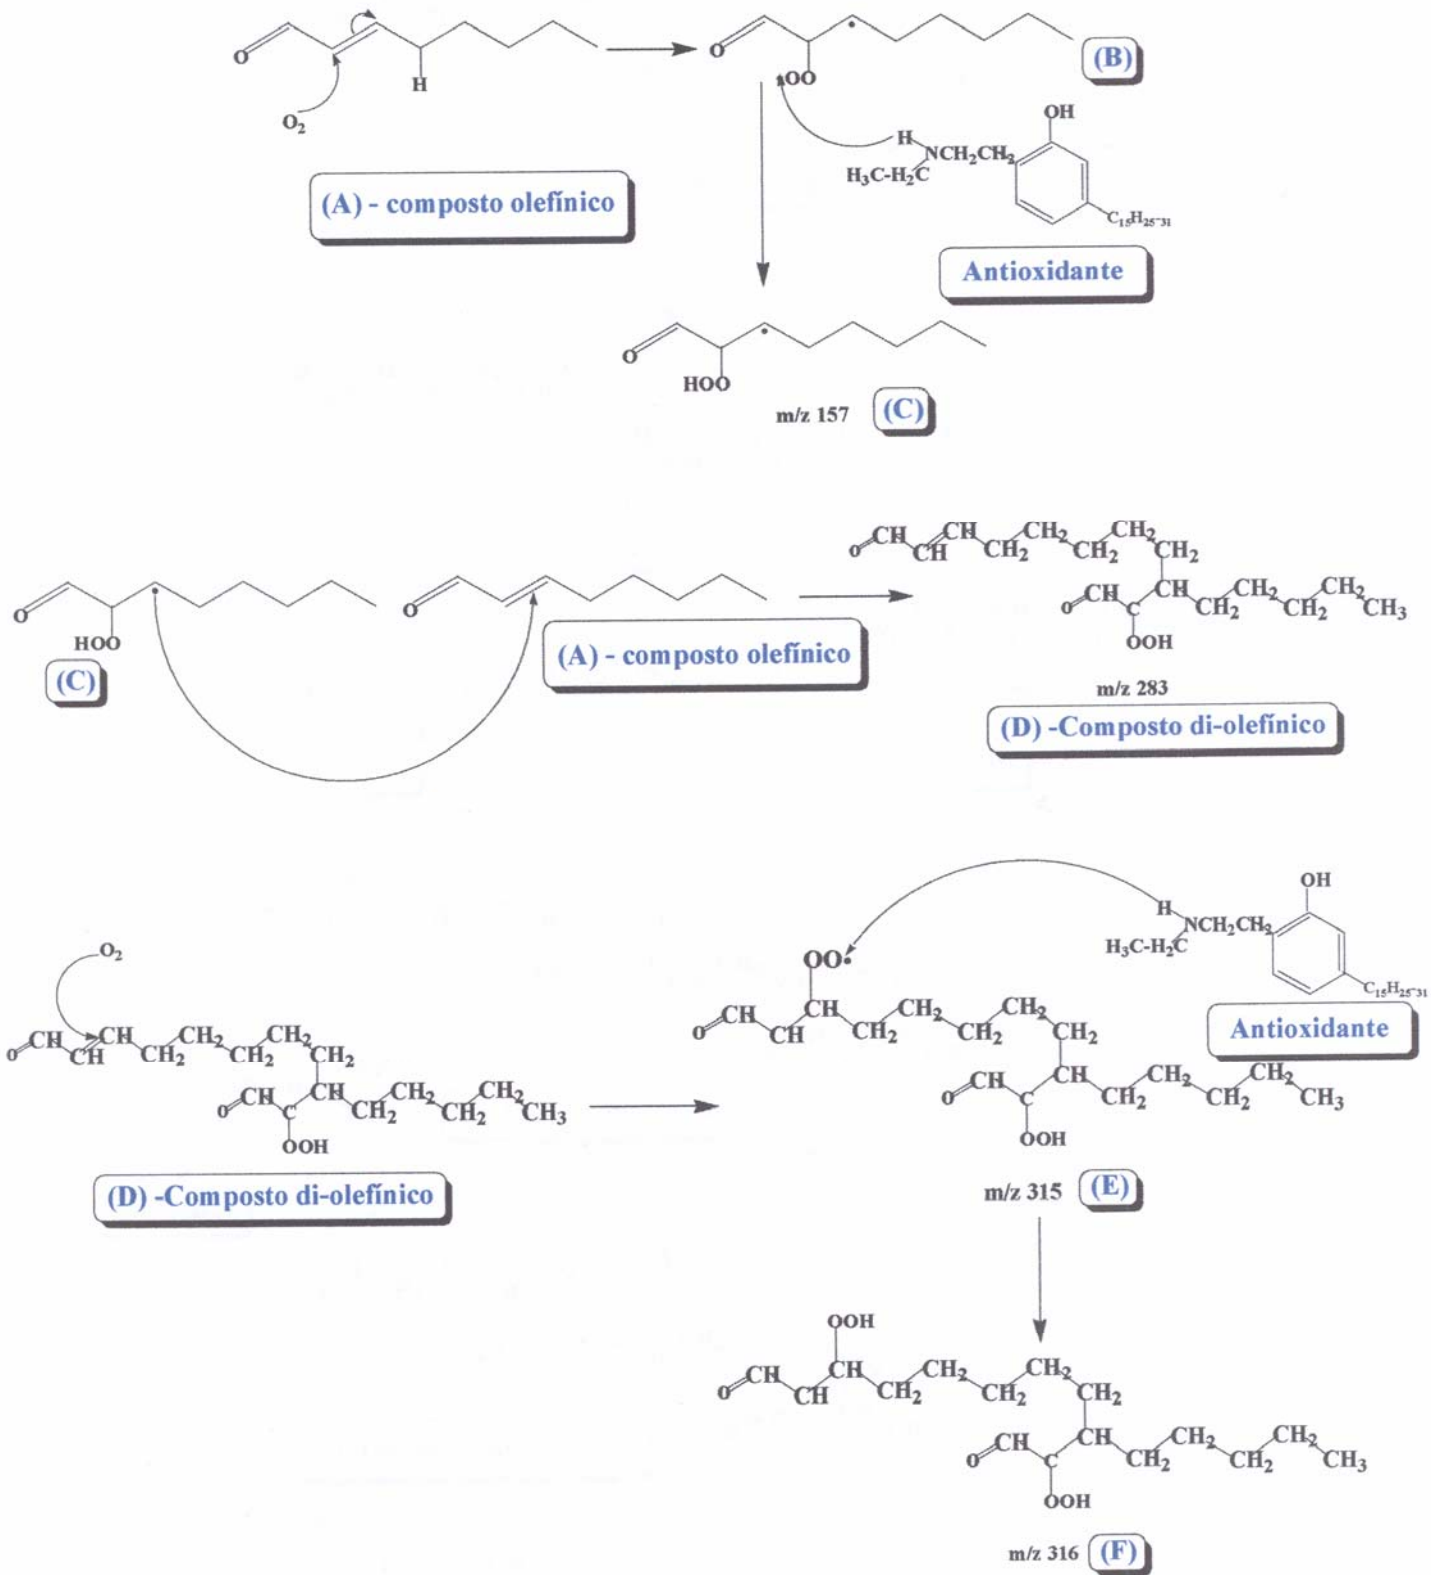 O
H
O₂
(A) - composto olefínico
O
•OO
(B)
OH
H
NCH₂CH₂
H₃C-H₂C
C₁₅H₂₅-₃₁
Antioxidante
O
HOO
m/z 157
(C)
O
HOO
(C)
O
(A) - composto olefínico
O CH CH CH CH₂ CH₂ CH₂ CH₂ CH₂
O CH C CH CH₂ CH₂ CH₂ CH₂ CH₃
OOH
m/z 283
(D) -Composto di-olefínico
O₂
O CH CH CH CH₂ CH₂ CH₂ CH₂ CH₂
O CH C CH CH₂ CH₂ CH₂ CH₂ CH₃
OOH
(D) -Composto di-olefínico
OO•
O CH CH CH CH₂ CH₂ CH₂ CH₂ CH₂
O CH C CH CH₂ CH₂ CH₂ CH₂ CH₃
OOH
OH
H
NCH₂CH₂
H₃C-H₂C
C₁₅H₂₅-₃₁
Antioxidante
m/z 315
(E)
OOH
O CH CH CH CH₂ CH₂ CH₂ CH₂ CH₂
O CH C CH CH₂ CH₂ CH₂ CH₂ CH₃
OOH
m/z 316
(F)